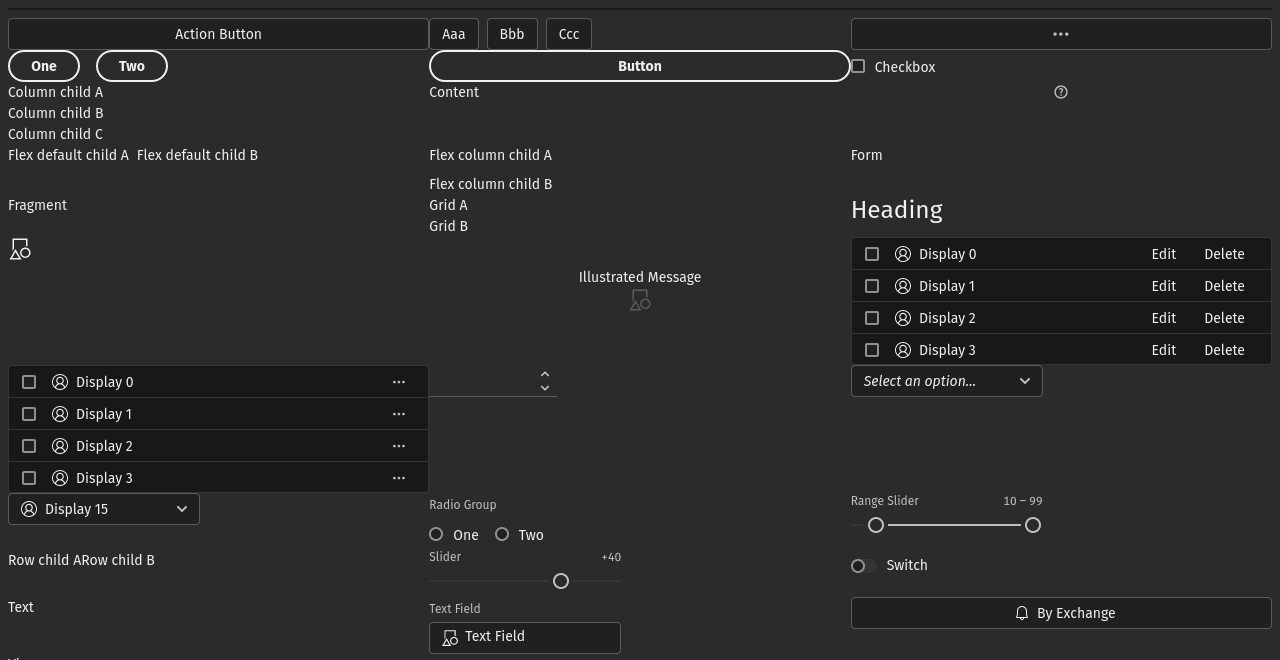 Action Button
Aaa Bbb Ccc
One Two
Button
Checkbox
Column child A
Column child B
Column child C
Content
Flex default child A Flex default child B
Flex column child A
Flex column child B
Form
Fragment
Grid A
Grid B
Heading
Illustrated Message
Display 0 Edit Delete
Display 1 Edit Delete
Display 2 Edit Delete
Display 3 Edit Delete
Display 0
Display 1
Display 2
Display 3
Select an option...
Display 15
Radio Group
One Two
Range Slider 10 – 99
Row child ARow child B
Slider +40
Switch
Text
Text Field
Text Field
By Exchange